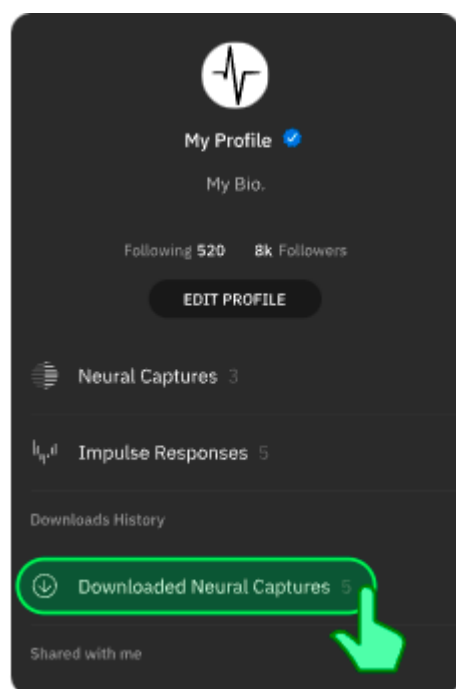 My Profile
My Bio.
Following 520 8k Followers
EDIT PROFILE
Neural Captures 3
Impulse Responses 5
Downloads History
Downloaded Neural Captures 5
Shared with me